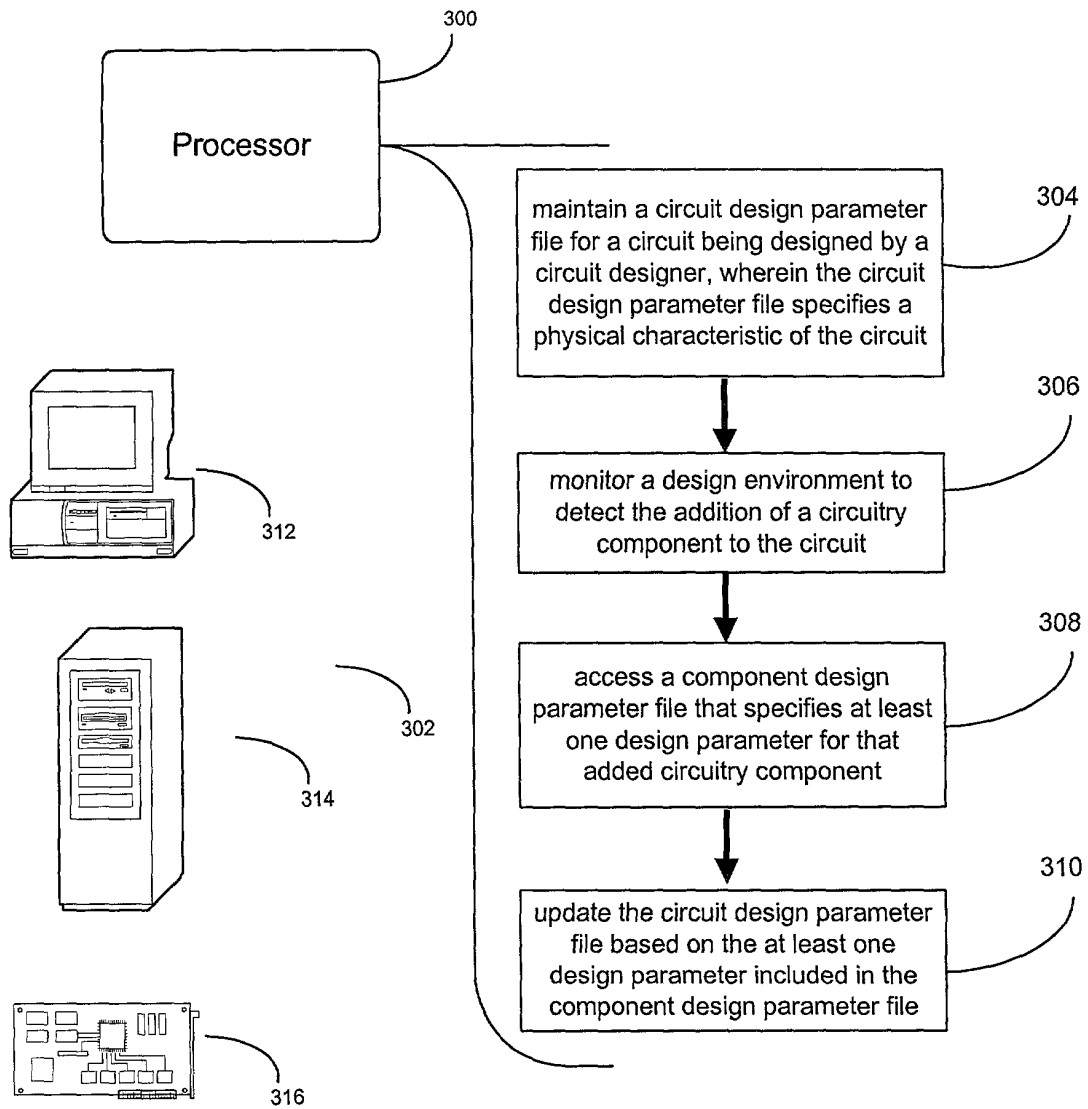 300
Processor
304
maintain a circuit design parameter
file for a circuit being designed by a
circuit designer, wherein the circuit
design parameter file specifies a
physical characteristic of the circuit
306
monitor a design environment to
detect the addition of a circuitry
component to the circuit
312
308
access a component design
parameter file that specifies at least
one design parameter for that
added circuitry component
302
314
310
update the circuit design parameter
file based on the at least one
design parameter included in the
component design parameter file
316